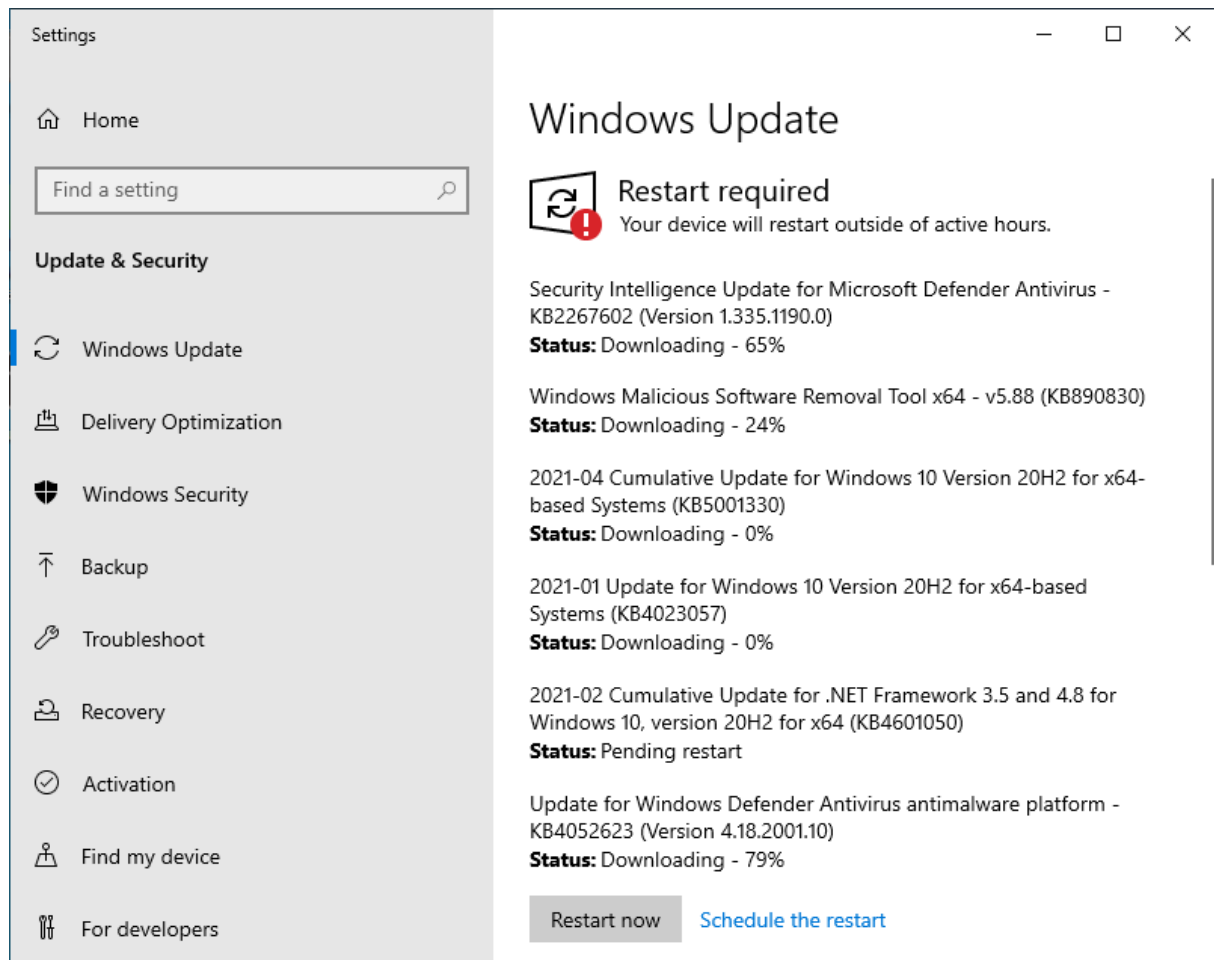 Settings
Home
Find a setting
Update & Security
Windows Update
Delivery Optimization
Windows Security
Backup
Troubleshoot
Recovery
Activation
Find my device
For developers
Windows Update
Restart required
Your device will restart outside of active hours.
Security Intelligence Update for Microsoft Defender Antivirus -
KB2267602 (Version 1.335.1190.0)
Status: Downloading - 65%
Windows Malicious Software Removal Tool x64 - v5.88 (KB890830)
Status: Downloading - 24%
2021-04 Cumulative Update for Windows 10 Version 20H2 for x64-
based Systems (KB5001330)
Status: Downloading - 0%
2021-01 Update for Windows 10 Version 20H2 for x64-based
Systems (KB4023057)
Status: Downloading - 0%
2021-02 Cumulative Update for .NET Framework 3.5 and 4.8 for
Windows 10, version 20H2 for x64 (KB4601050)
Status: Pending restart
Update for Windows Defender Antivirus antimalware platform -
KB4052623 (Version 4.18.2001.10)
Status: Downloading - 79%
Restart now
Schedule the restart